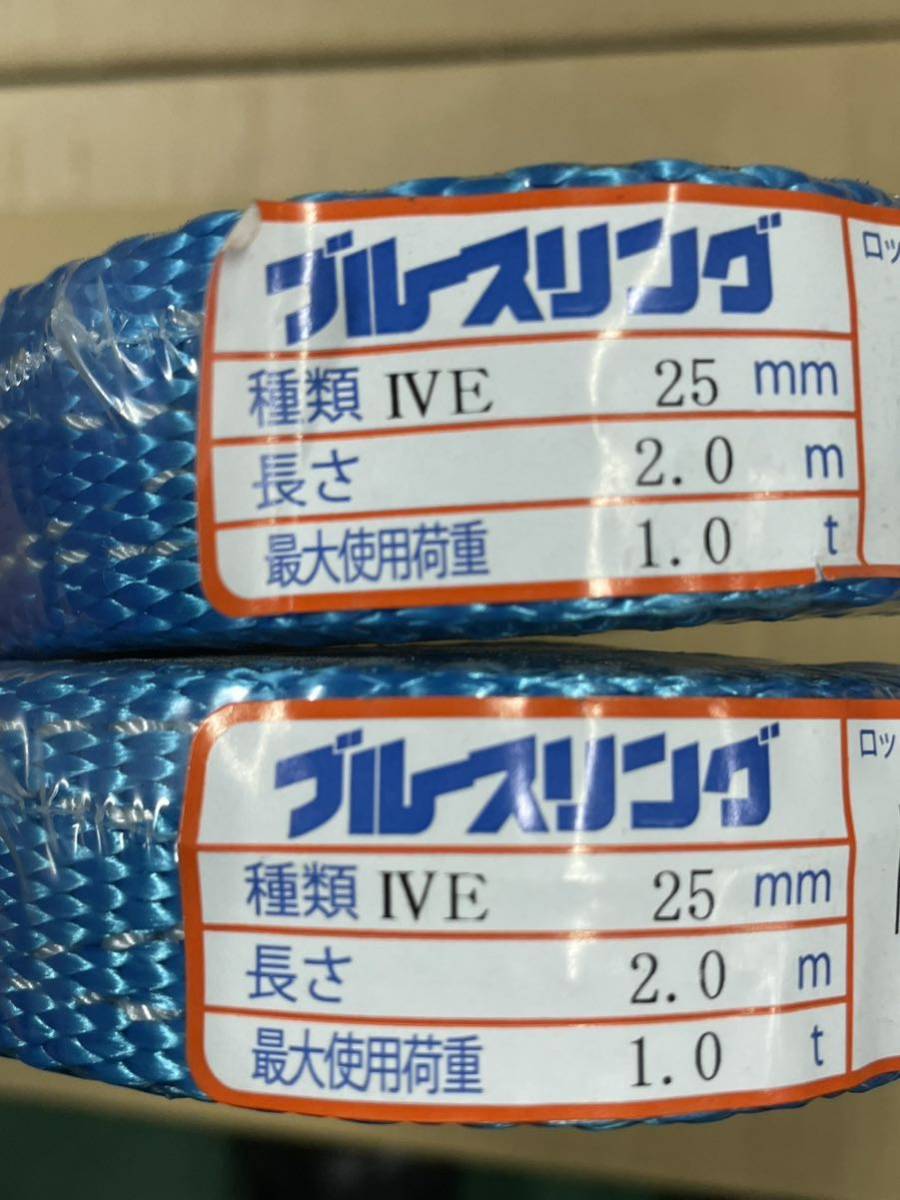 ブルースリング
ロッ
種類 ⅣE 25 mm
長さ 2.0 m
最大使用荷重 1.0 t
ブルースリング
ロッ
種類 ⅣE 25 mm
長さ 2.0 m
最大使用荷重 1.0 t